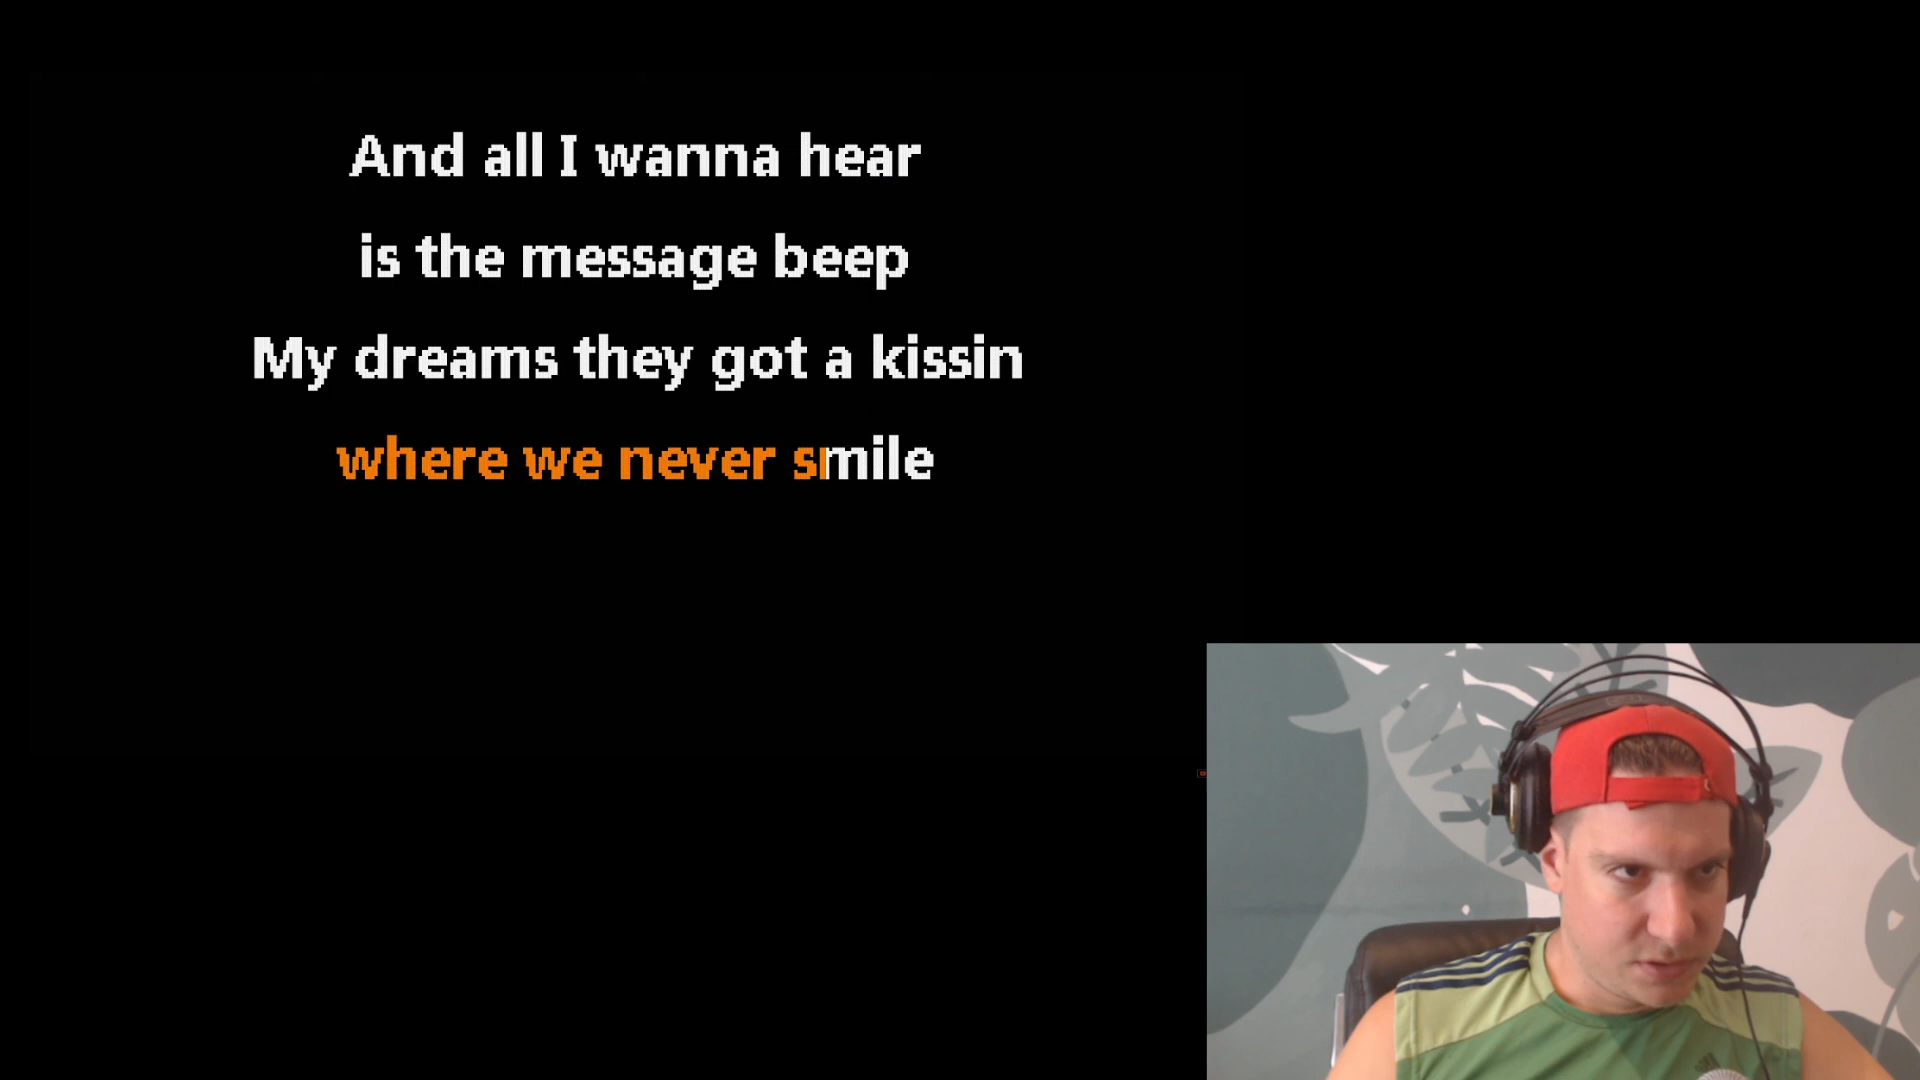 And all I wanna hear
is the message beep
My dreams they got a kissin
where we never smile